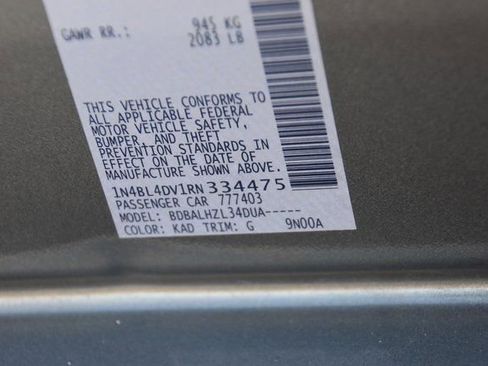 GAWR RR.: 945 KG
2083 LB
THIS VEHICLE CONFORMS TO
ALL APPLICABLE FEDERAL
MOTOR VEHICLE SAFETY,
BUMPER, AND THEFT
PREVENTION STANDARDS IN
EFFECT ON THE DATE OF
MANUFACTURE SHOWN ABOVE.
1N4BL4DV1RN334475
PASSENGER CAR 777403
MODEL: BDBALHZL34DUA-----
COLOR: KAD TRIM: G 9N00A